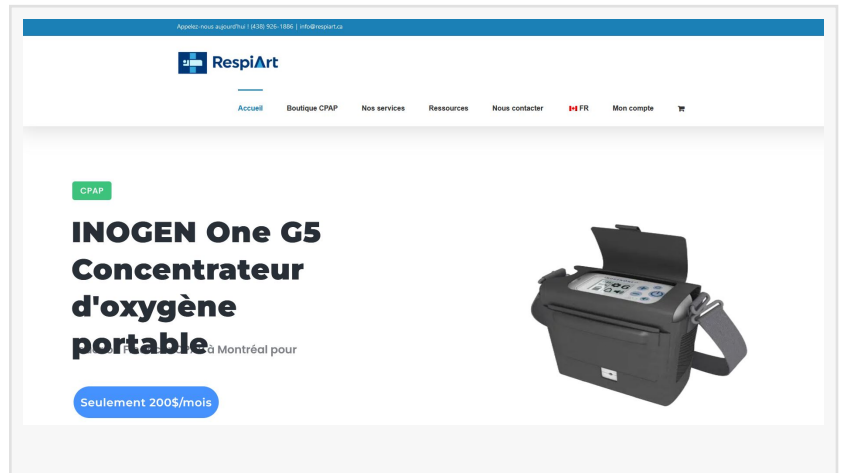 Appelez-nous aujourd'hui ! (438) 926-1886 | info@respiart.ca
RespiArt
Accueil Boutique CPAP Nos services Ressources Nous contacter FR Mon compte
CPAP
INOGEN One G5
Concentrateur
d'oxygène
portable
à Montréal pour
Seulement 200$/mois